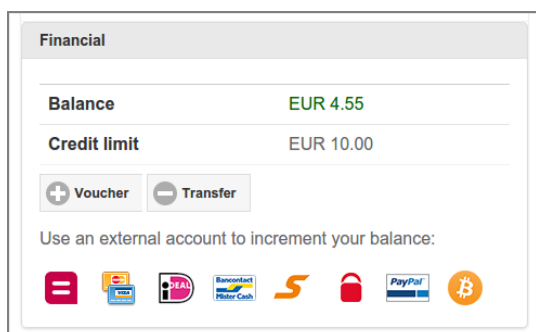 Financial
Balance EUR 4.55
Credit limit EUR 10.00
Voucher Transfer
Use an external account to increment your balance:
VISA iDEAL Bancontact Mister Cash PayPal